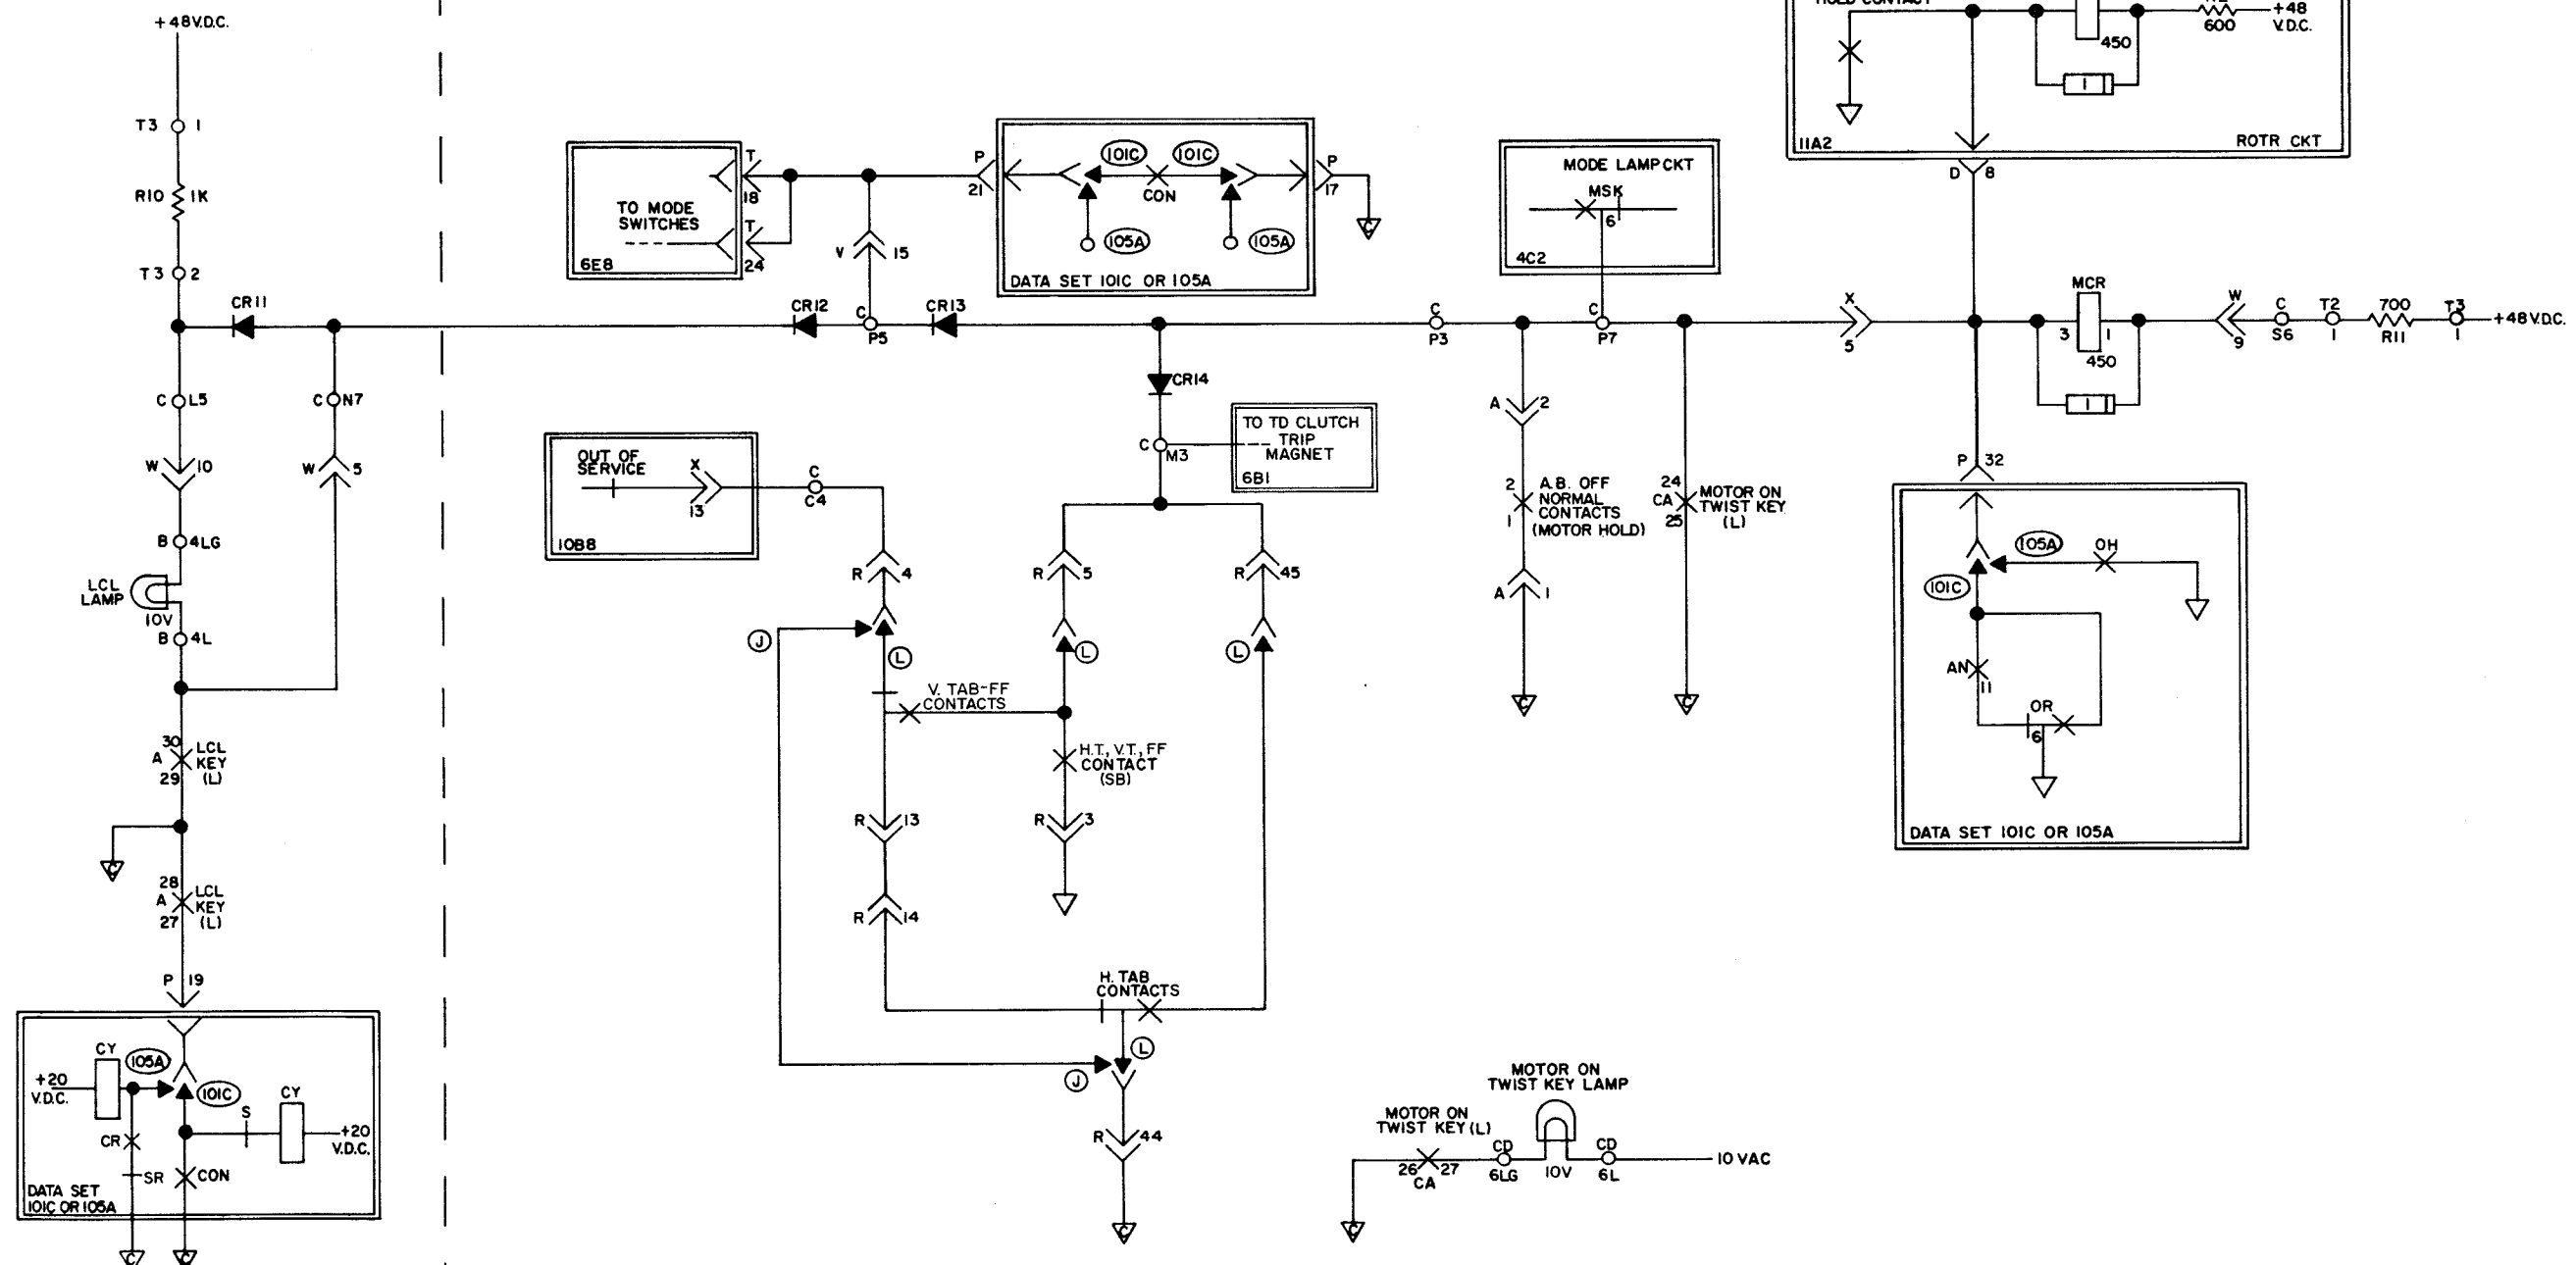 +48V.D.C.
T3 1
R10 1K
T3 2
CR11
C L5
C N7
W 10
W 5
B 4LG
LCL
LAMP
10V
B 4L
30
A
29
LCL
KEY
(L)
28
A
27
LCL
KEY
(L)
P 19
CY
105A
101C
+20
V.D.C.
CY
S
+20
V.D.C.
CR
SR
CON
DATA SET
101C OR 105A
C
C
C
TO MODE
SWITCHES
6E8
T
18
T
24
V 15
P
21
101C
101C
CON
105A
105A
DATA SET 101C OR 105A
P
17
C
CR12
C
P5
CR13
CR14
C
M3
TO TD CLUTCH
TRIP
MAGNET
6B1
OUT OF
SERVICE
X
13
10B8
C
C4
R 4
R 5
R 45
J
L
L
L
V. TAB-FF
CONTACTS
H.T., V.T., FF
CONTACT
(SB)
R 13
R 3
R 14
H. TAB
CONTACTS
L
J
R 44
C
C
P3
MODE LAMP CKT
MSK
6
4C2
C
P7
A 2
2
1
A.B. OFF
NORMAL
CONTACTS
(MOTOR HOLD)
A 1
C
24
CA
25
MOTOR ON
TWIST KEY
(L)
C
X
5
HOLD CONTACT
450
600
+48
V.D.C.
1
11A2
ROTR CKT
D 8
MCR
3
1
450
1
W
9
C
S6
T2
1
700
R11
T3
1
+48V.D.C.
P 32
105A
OH
101C
AN
11
OR
6
DATA SET 101C OR 105A
MOTOR ON
TWIST KEY LAMP
MOTOR ON
TWIST KEY (L)
26 27
CA
CD
6LG
10V
CD
6L
10 VAC
C